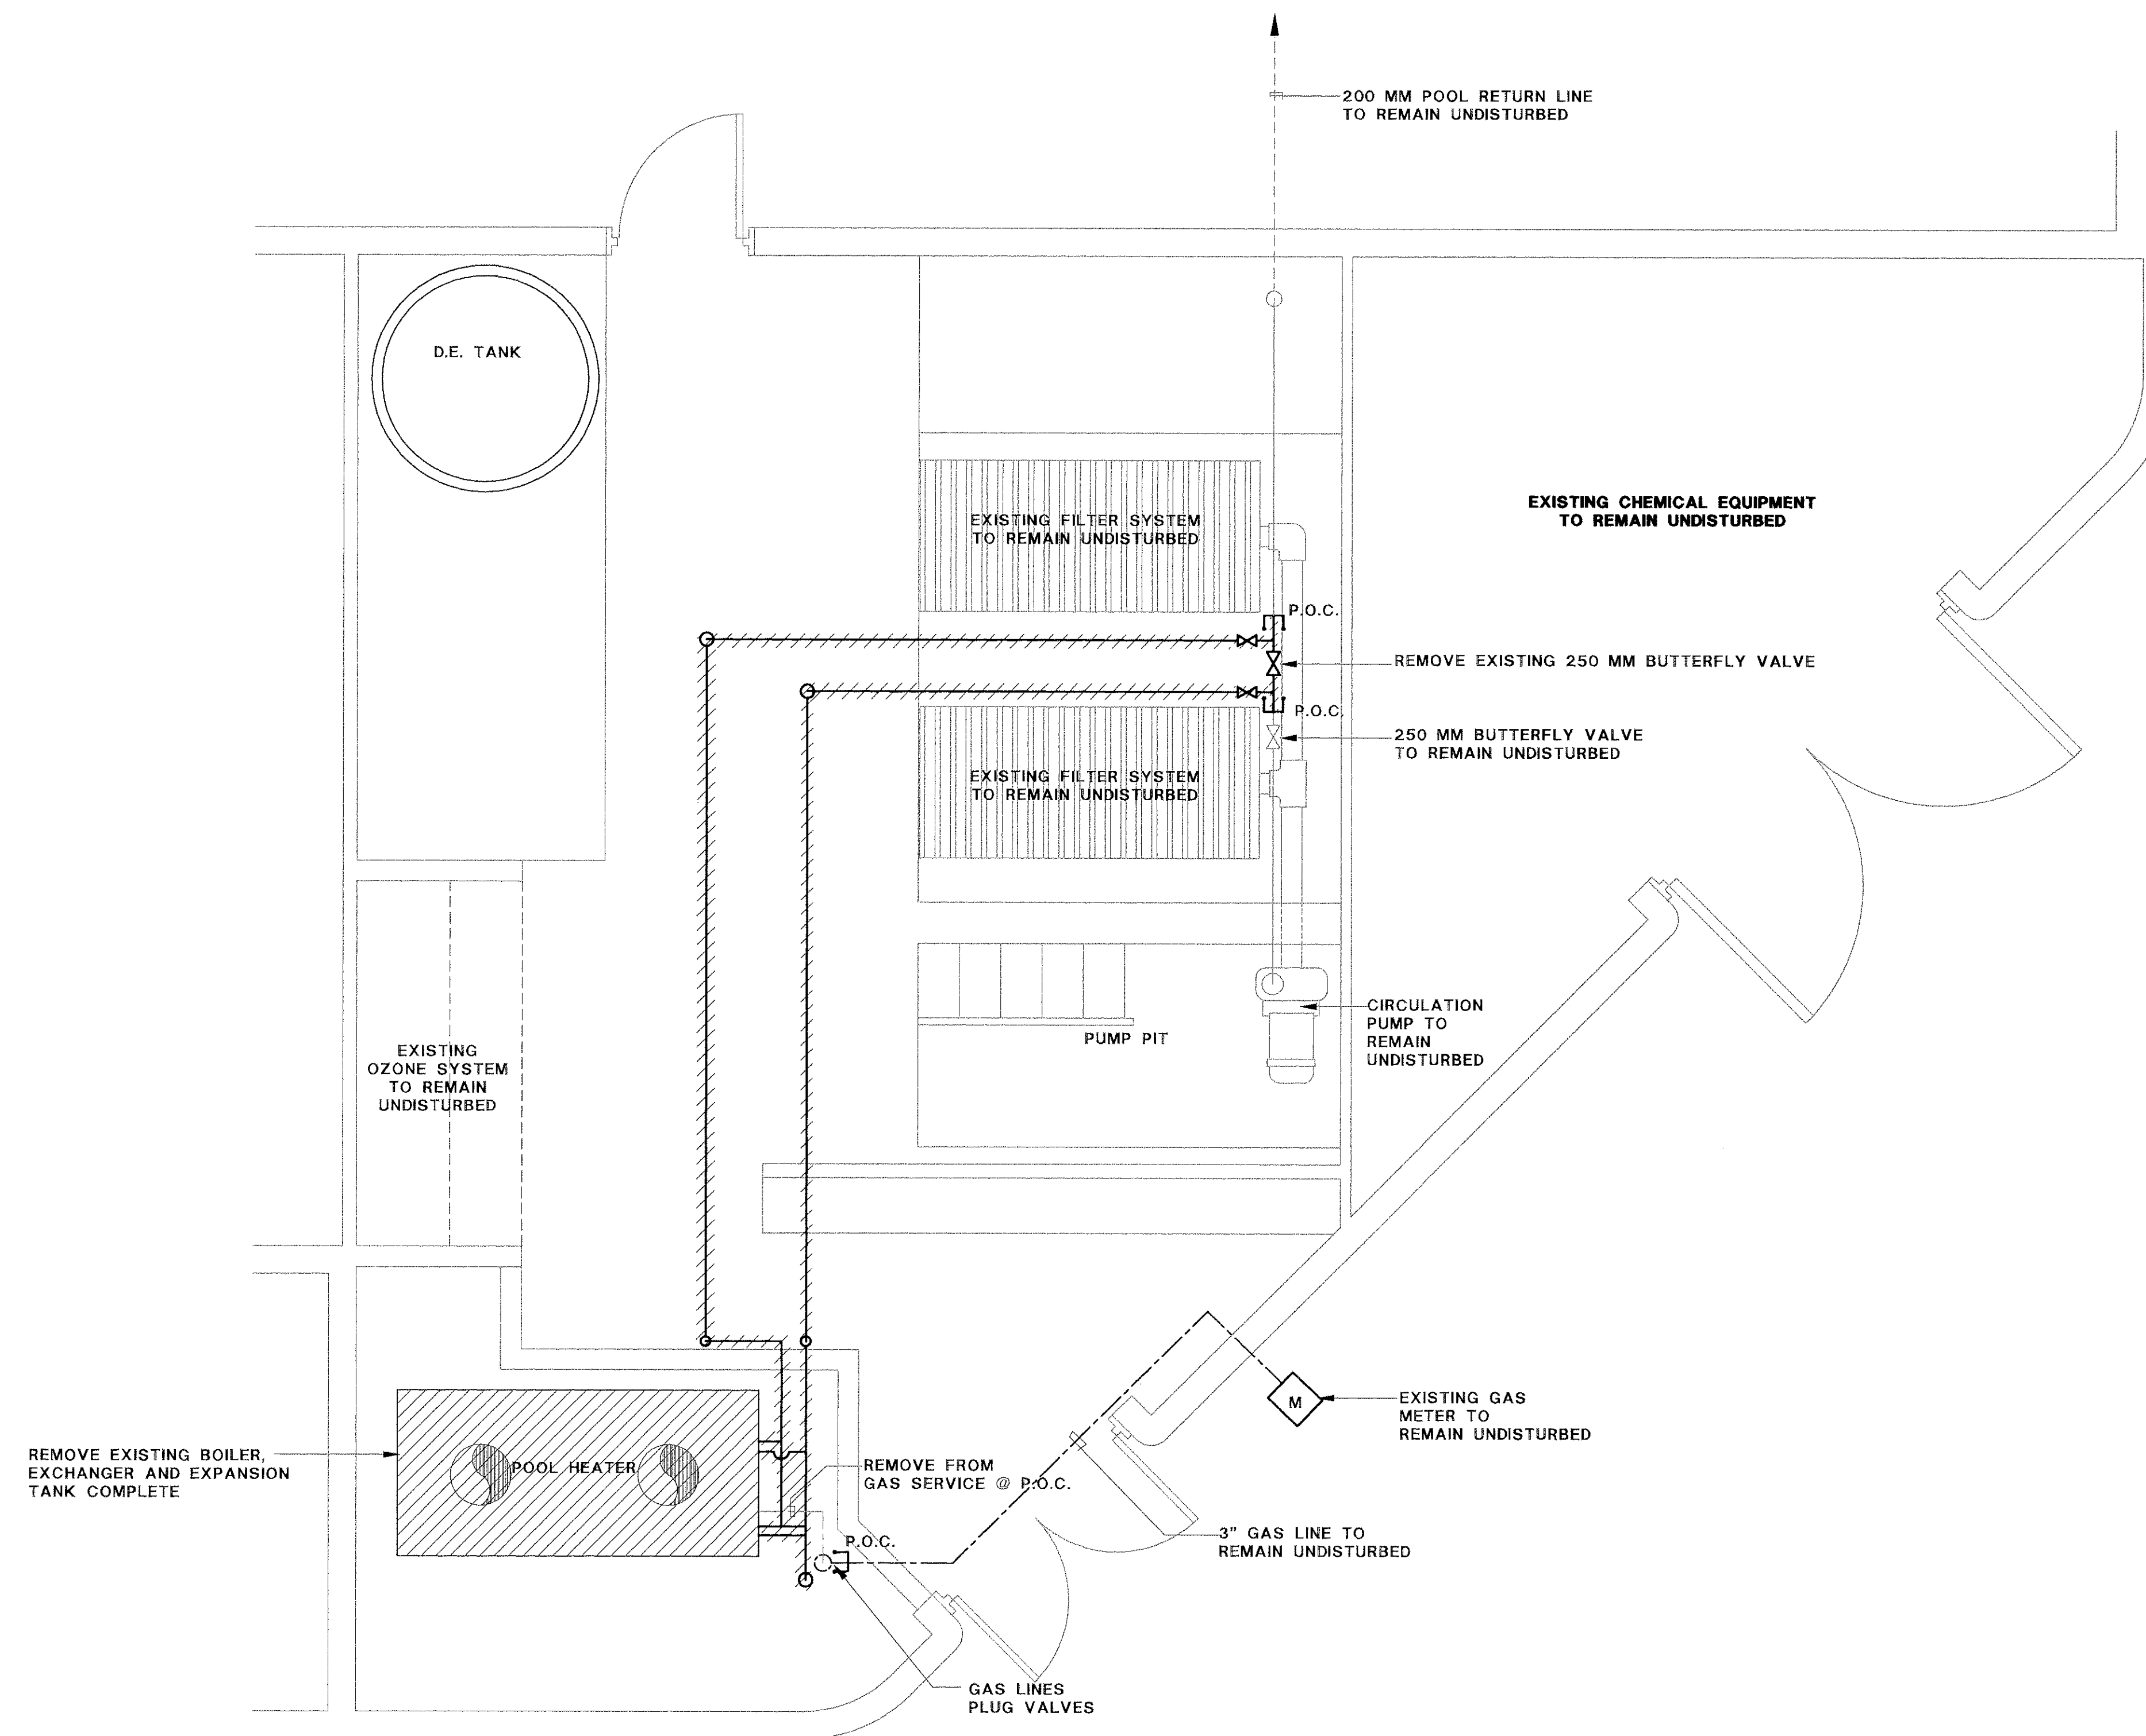 200 MM POOL RETURN LINE
TO REMAIN UNDISTURBED
D.E. TANK
EXISTING CHEMICAL EQUIPMENT
TO REMAIN UNDISTURBED
EXISTING FILTER SYSTEM
TO REMAIN UNDISTURBED
P.O.C.
REMOVE EXISTING 250 MM BUTTERFLY VALVE
P.O.C.
250 MM BUTTERFLY VALVE
TO REMAIN UNDISTURBED
EXISTING FILTER SYSTEM
TO REMAIN UNDISTURBED
CIRCULATION
PUMP TO
REMAIN
UNDISTURBED
PUMP PIT
EXISTING
OZONE SYSTEM
TO REMAIN
UNDISTURBED
M
EXISTING GAS
METER TO
REMAIN UNDISTURBED
REMOVE EXISTING BOILER,
EXCHANGER AND EXPANSION
TANK COMPLETE
POOL HEATER
REMOVE FROM
GAS SERVICE @ P.O.C.
3" GAS LINE TO
REMAIN UNDISTURBED
P.O.C.
GAS LINES
PLUG VALVES